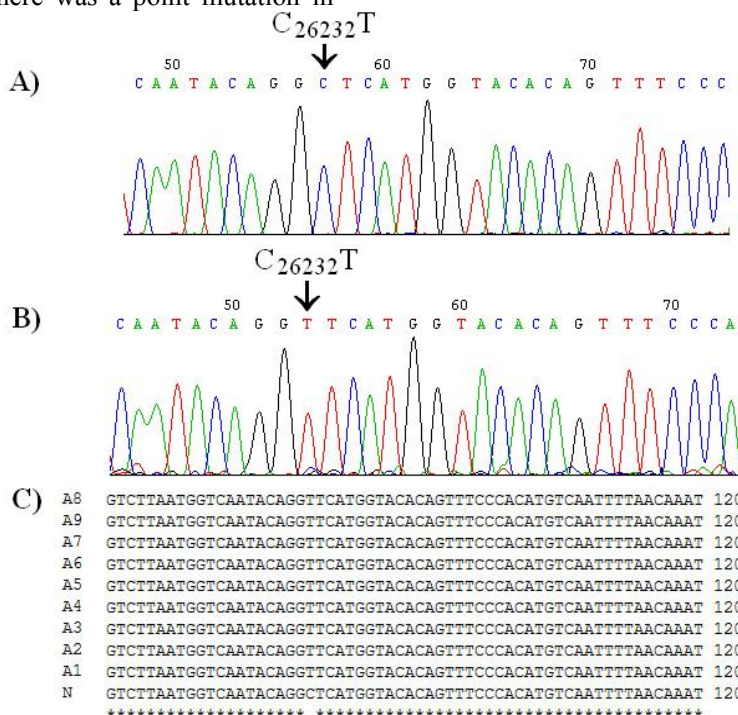 here was a point mutation in
C26232T
A)
50 60 70
C A A T A C A G G C T C A T G G T A C A C A G T T T C C C
C26232T
B)
50 60 70
C A A T A C A G G T T C A T G G T A C A C A G T T T C C C A
C)
A8 GTCTTAATGGTCAATACAGGTTCATGGTACACAGTTTCCCACATGTCAATTTTAACAAAT 120
A9 GTCTTAATGGTCAATACAGGTTCATGGTACACAGTTTCCCACATGTCAATTTTAACAAAT 120
A7 GTCTTAATGGTCAATACAGGTTCATGGTACACAGTTTCCCACATGTCAATTTTAACAAAT 120
A6 GTCTTAATGGTCAATACAGGTTCATGGTACACAGTTTCCCACATGTCAATTTTAACAAAT 120
A5 GTCTTAATGGTCAATACAGGTTCATGGTACACAGTTTCCCACATGTCAATTTTAACAAAT 120
A4 GTCTTAATGGTCAATACAGGTTCATGGTACACAGTTTCCCACATGTCAATTTTAACAAAT 120
A3 GTCTTAATGGTCAATACAGGTTCATGGTACACAGTTTCCCACATGTCAATTTTAACAAAT 120
A2 GTCTTAATGGTCAATACAGGTTCATGGTACACAGTTTCCCACATGTCAATTTTAACAAAT 120
A1 GTCTTAATGGTCAATACAGGTTCATGGTACACAGTTTCCCACATGTCAATTTTAACAAAT 120
N GTCTTAATGGTCAATACAGGCTCATGGTACACAGTTTCCCACATGTCAATTTTAACAAAT 120
******************** ***************************************